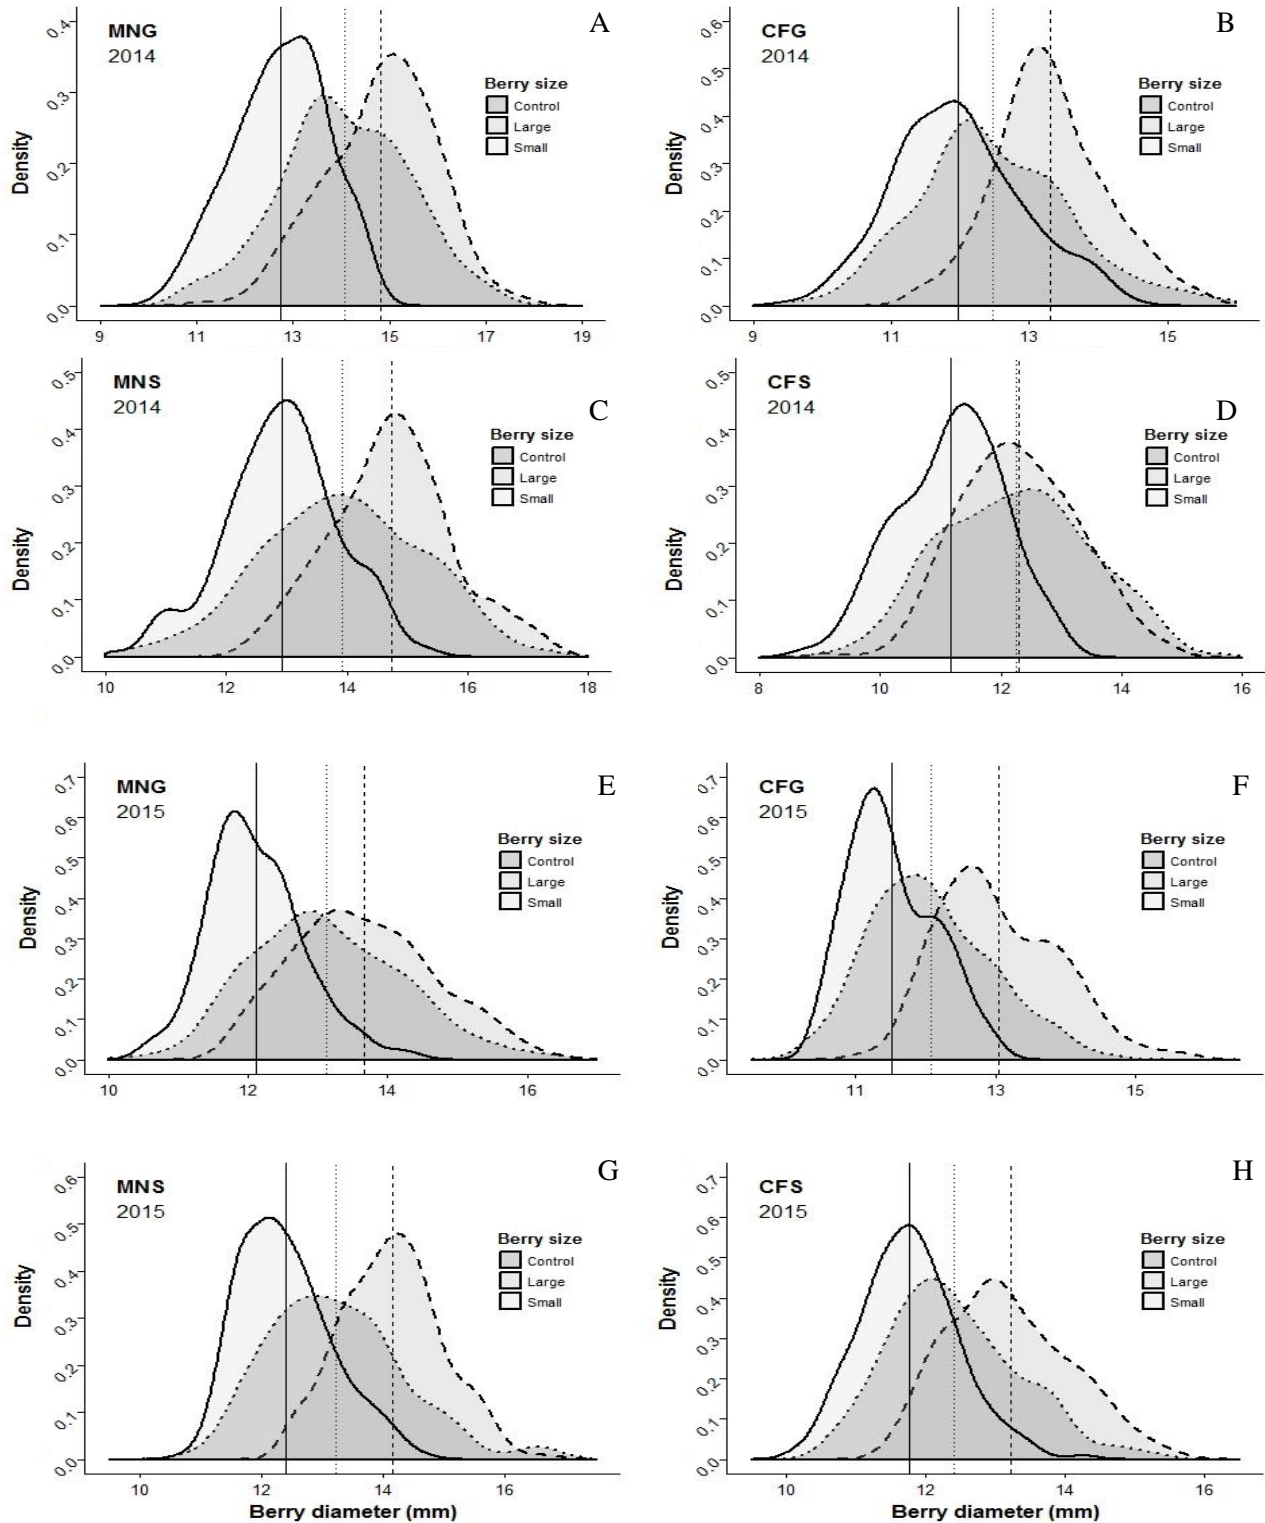 MNG
2014
A
Berry size
Control
Large
Small
Density
0.0
0.1
0.2
0.3
0.4
9
11
13
15
17
19
CFG
2014
B
Berry size
Control
Large
Small
Density
0.0
0.1
0.2
0.3
0.4
0.5
0.6
9
11
13
15
MNS
2014
C
Berry size
Control
Large
Small
Density
0.0
0.1
0.2
0.3
0.4
0.5
10
12
14
16
18
CFS
2014
D
Berry size
Control
Large
Small
Density
0.0
0.1
0.2
0.3
0.4
0.5
8
10
12
14
16
MNG
2015
E
Berry size
Control
Large
Small
Density
0.0
0.1
0.2
0.3
0.4
0.5
0.6
0.7
10
12
14
16
CFG
2015
F
Berry size
Control
Large
Small
Density
0.0
0.1
0.2
0.3
0.4
0.5
0.6
0.7
11
13
15
MNS
2015
G
Berry size
Control
Large
Small
Density
0.0
0.1
0.2
0.3
0.4
0.5
0.6
10
12
14
16
Berry diameter (mm)
CFS
2015
H
Berry size
Control
Large
Small
Density
0.0
0.1
0.2
0.3
0.4
0.5
0.6
0.7
10
12
14
16
Berry diameter (mm)